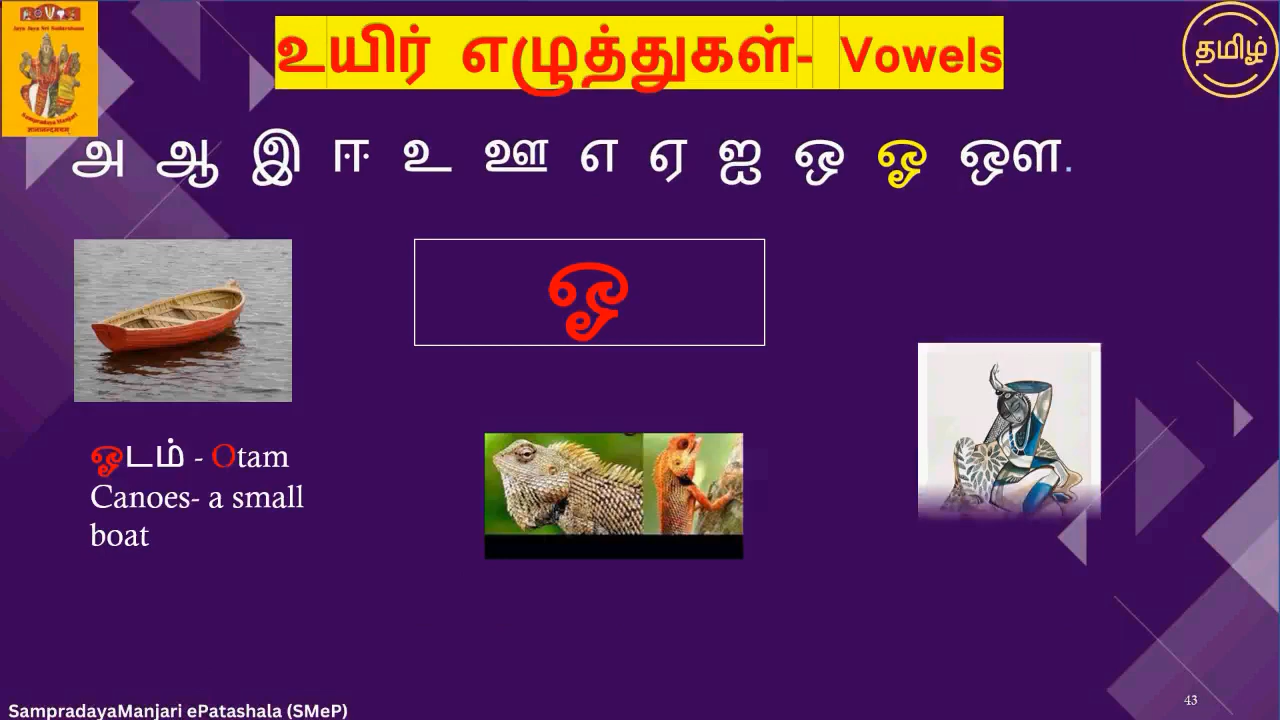 உயிர் எழுத்துகள்- Vowels
தமிழ்
அ ஆ இ ஈ உ ஊ எ ஏ ஐ ஒ ஓ ஔ.
ஓ
ஓடம் - Otam
Canoes- a small
boat
43
SampradayaManjari ePatashala (SMeP)